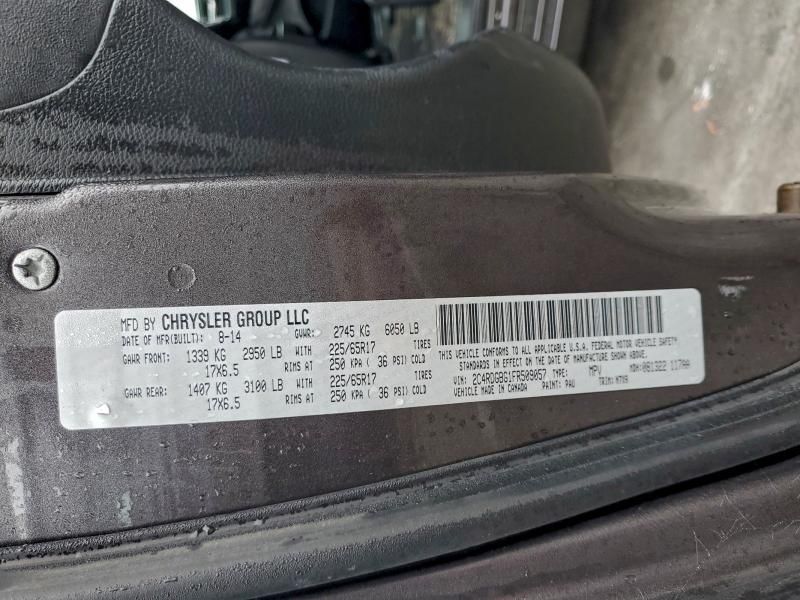 MFD BY CHRYSLER GROUP LLC
DATE OF MFR(BUILT): 8-14 GVWR: 2745 KG 6050 LB
GAWR FRONT: 1339 KG 2950 LB WITH 225/65R17 TIRES
17X6.5 RIMS AT 250 KPA ( 36 PSI) COLD
GAWR REAR: 1407 KG 3100 LB WITH 225/65R17 TIRES
17X6.5 RIMS AT 250 KPA ( 36 PSI) COLD
THIS VEHICLE CONFORMS TO ALL APPLICABLE U.S.A. FEDERAL MOTOR VEHICLE SAFETY
STANDARDS IN EFFECT ON THE DATE OF MANUFACTURE SHOWN ABOVE.
VIN: 2C4RDGBG1FR509057 TYPE: MPV MDH: 081322 117AA
VEHICLE MADE IN CANADA PAINT: PAU TRIM: